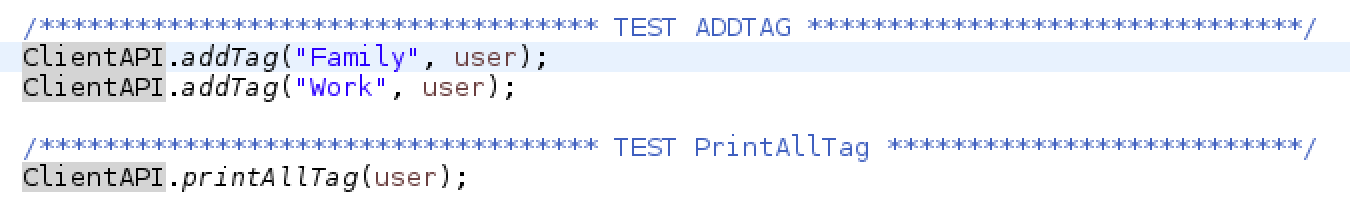 /*********************************** TEST ADDTAG *******************************/
ClientAPI.addTag("Family", user);
ClientAPI.addTag("Work", user);
/*********************************** TEST PrintAllTag **************************/
ClientAPI.printAllTag(user);